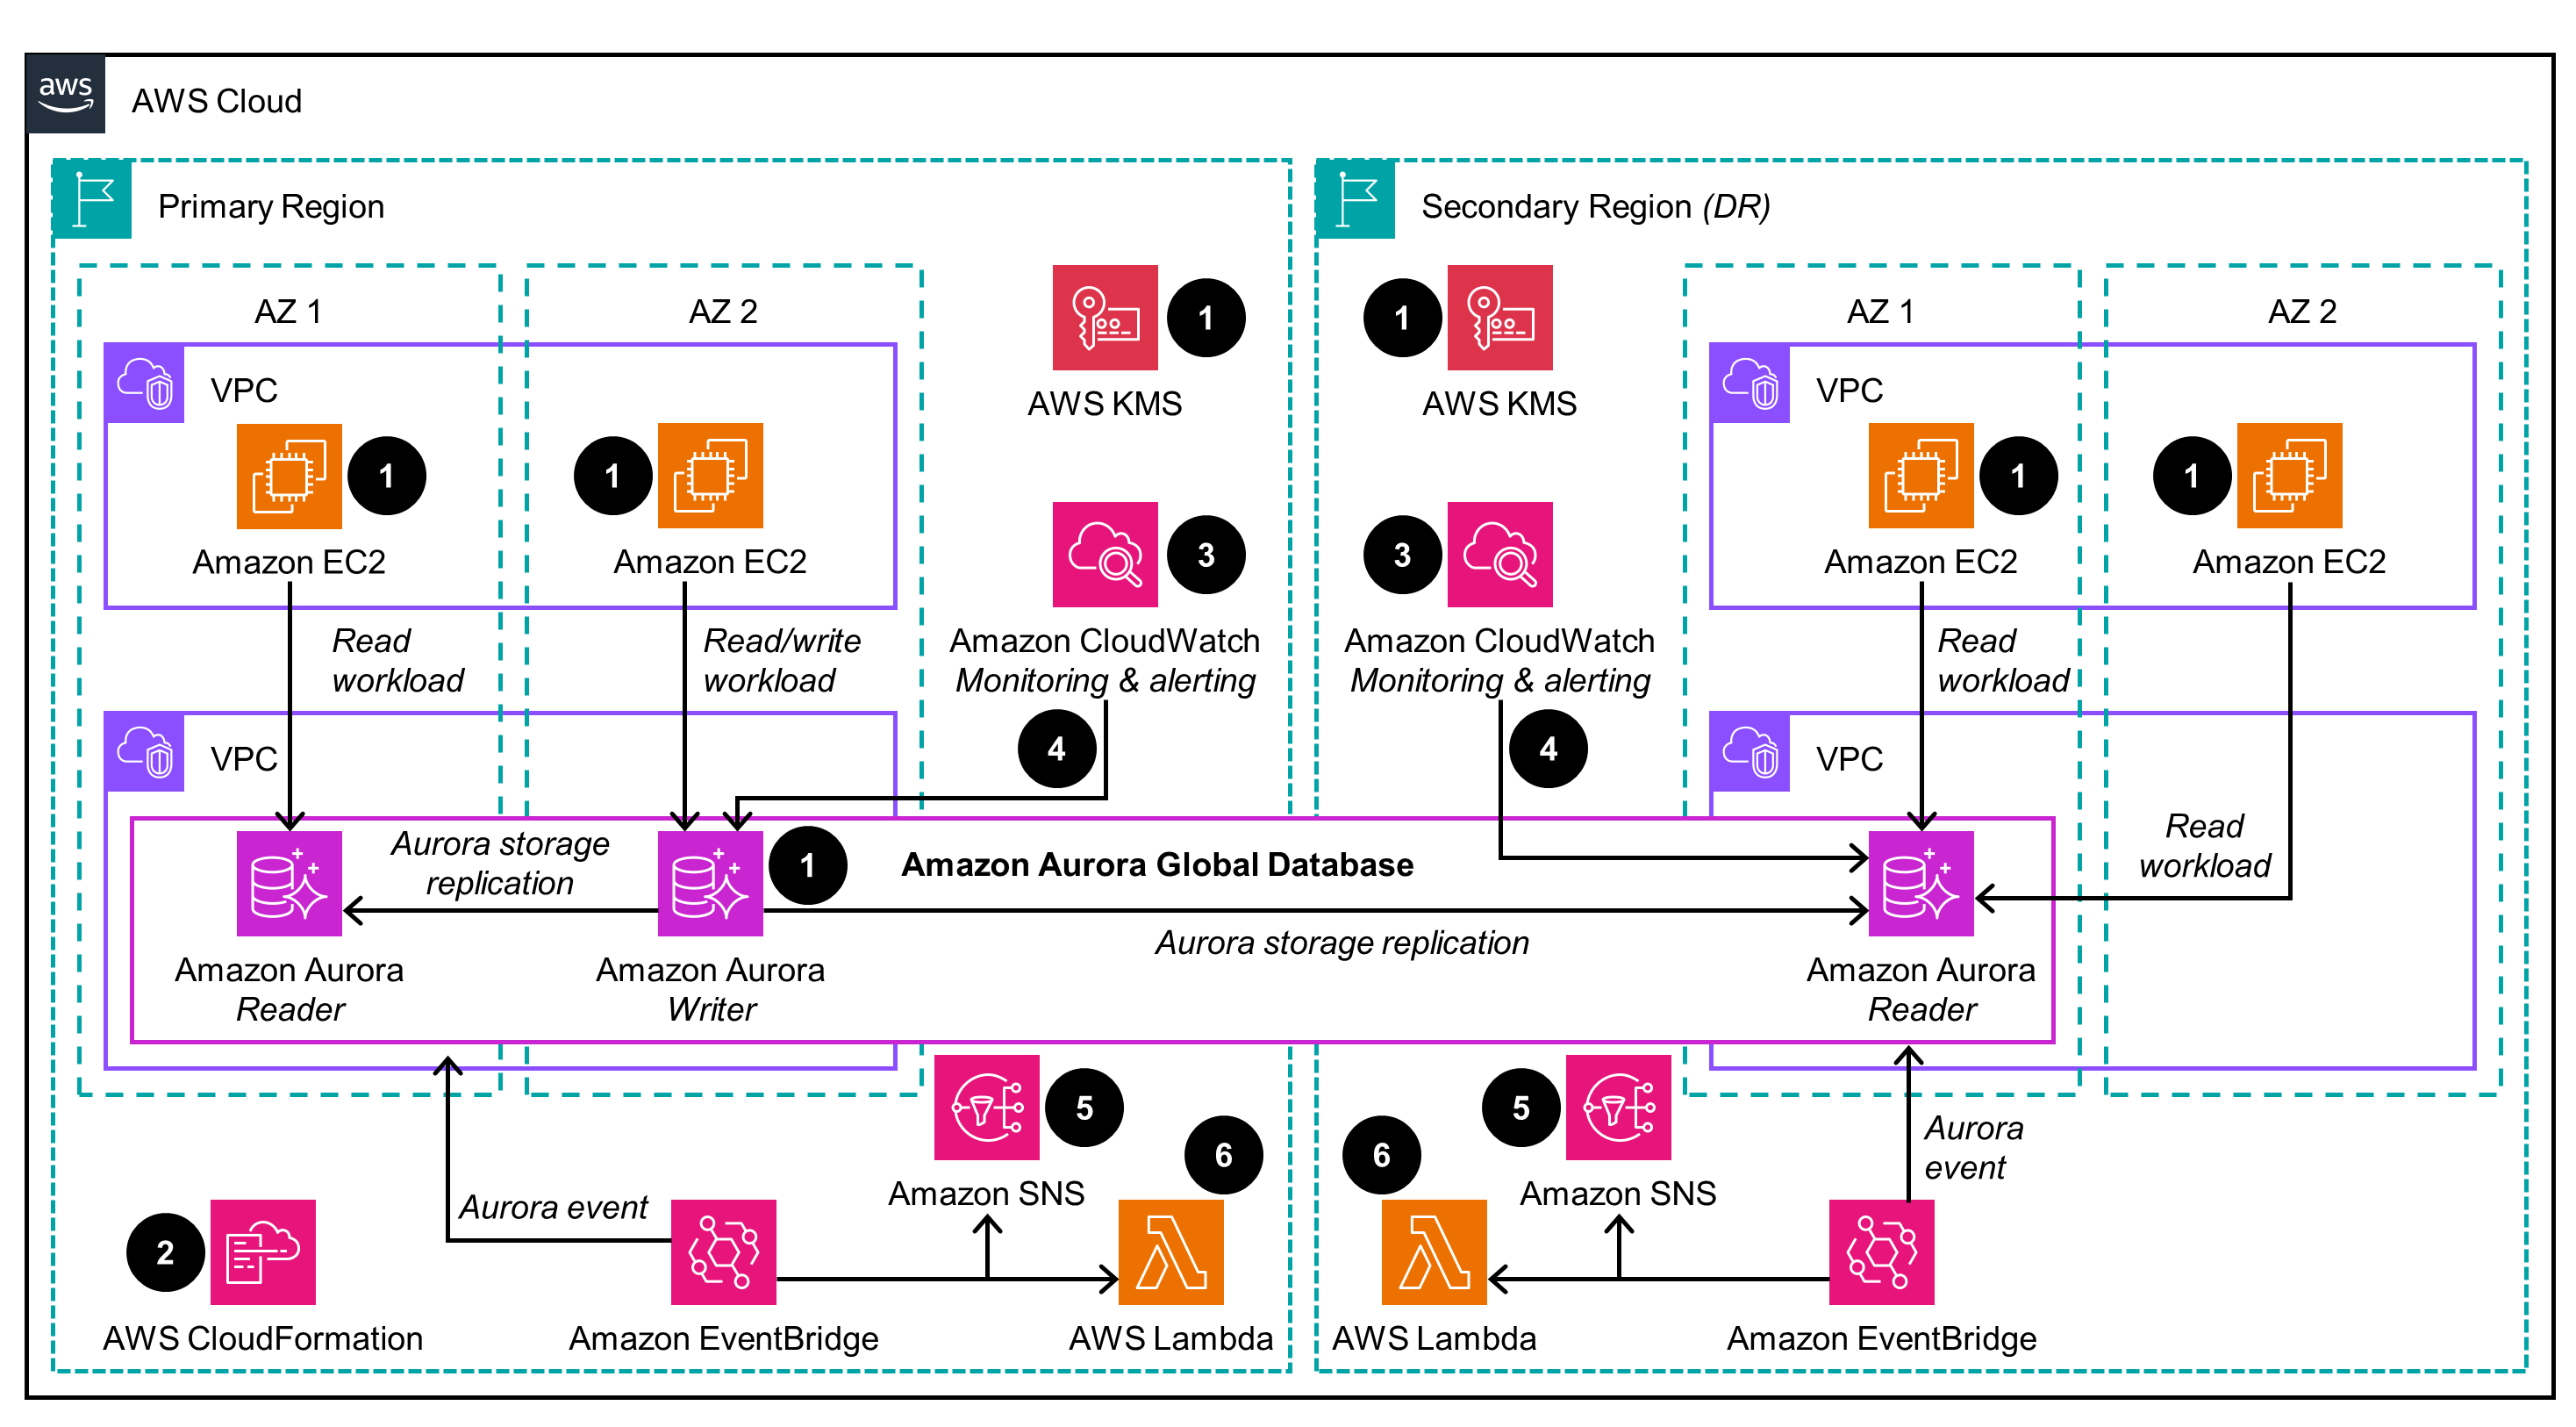 aws
AWS Cloud
Primary Region
Secondary Region (DR)
AZ 1
AZ 2
1
AWS KMS
1
AWS KMS
AZ 1
AZ 2
VPC
1
Amazon EC2
1
Amazon EC2
VPC
1
Amazon EC2
1
Amazon EC2
3
Amazon CloudWatch
Monitoring & alerting
3
Amazon CloudWatch
Monitoring & alerting
Read
workload
Read/write
workload
Read
workload
4
4
VPC
VPC
Read
workload
Aurora storage
replication
1
Amazon Aurora Global Database
Aurora storage replication
Amazon Aurora
Reader
Amazon Aurora
Writer
Amazon Aurora
Reader
5
Amazon SNS
6
6
5
Amazon SNS
Aurora
event
Aurora event
2
AWS CloudFormation
Amazon EventBridge
AWS Lambda
AWS Lambda
Amazon EventBridge